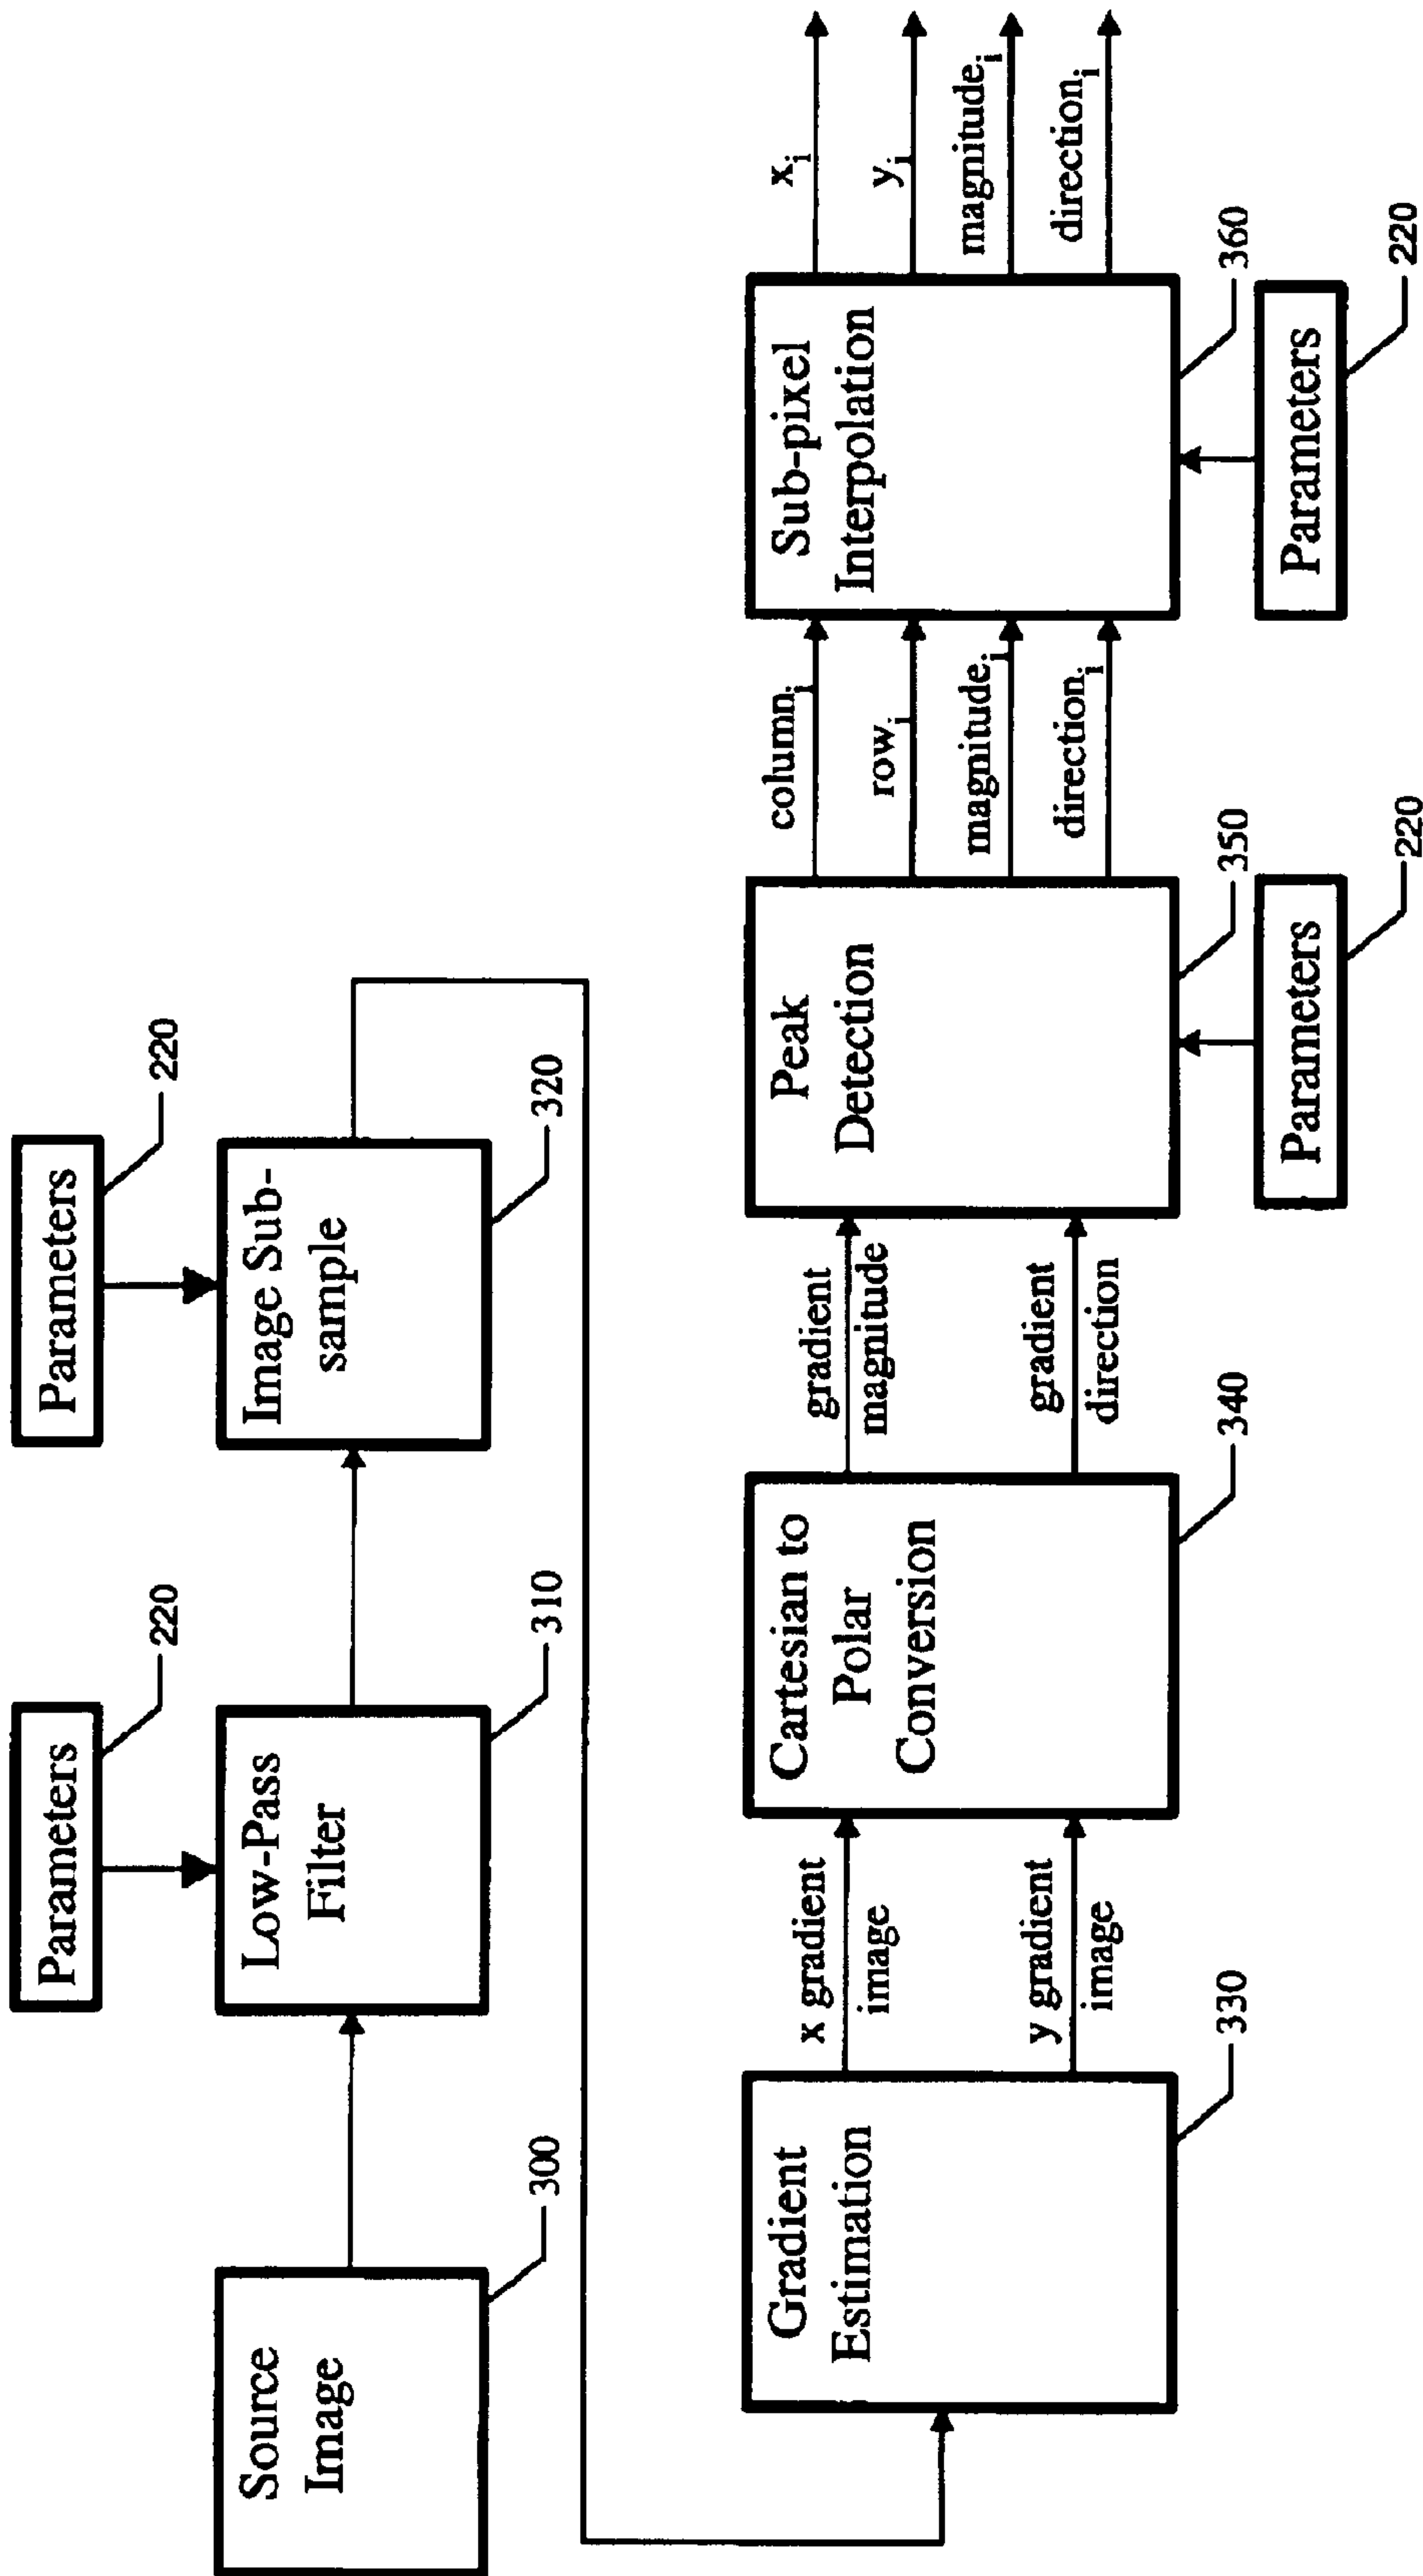 Parameters
220
Parameters
220
Source
Image
300
Low-Pass
Filter
310
Image Sub-
sample
320
Gradient
Estimation
330
x gradient
image
y gradient
image
Cartesian to
Polar
Conversion
340
gradient
magnitude
gradient
direction
Peak
Detection
350
Parameters
220
column_i
row_i
magnitude_i
direction_i
Sub-pixel
Interpolation
360
Parameters
220
x_i
y_i
magnitude_i
direction_i